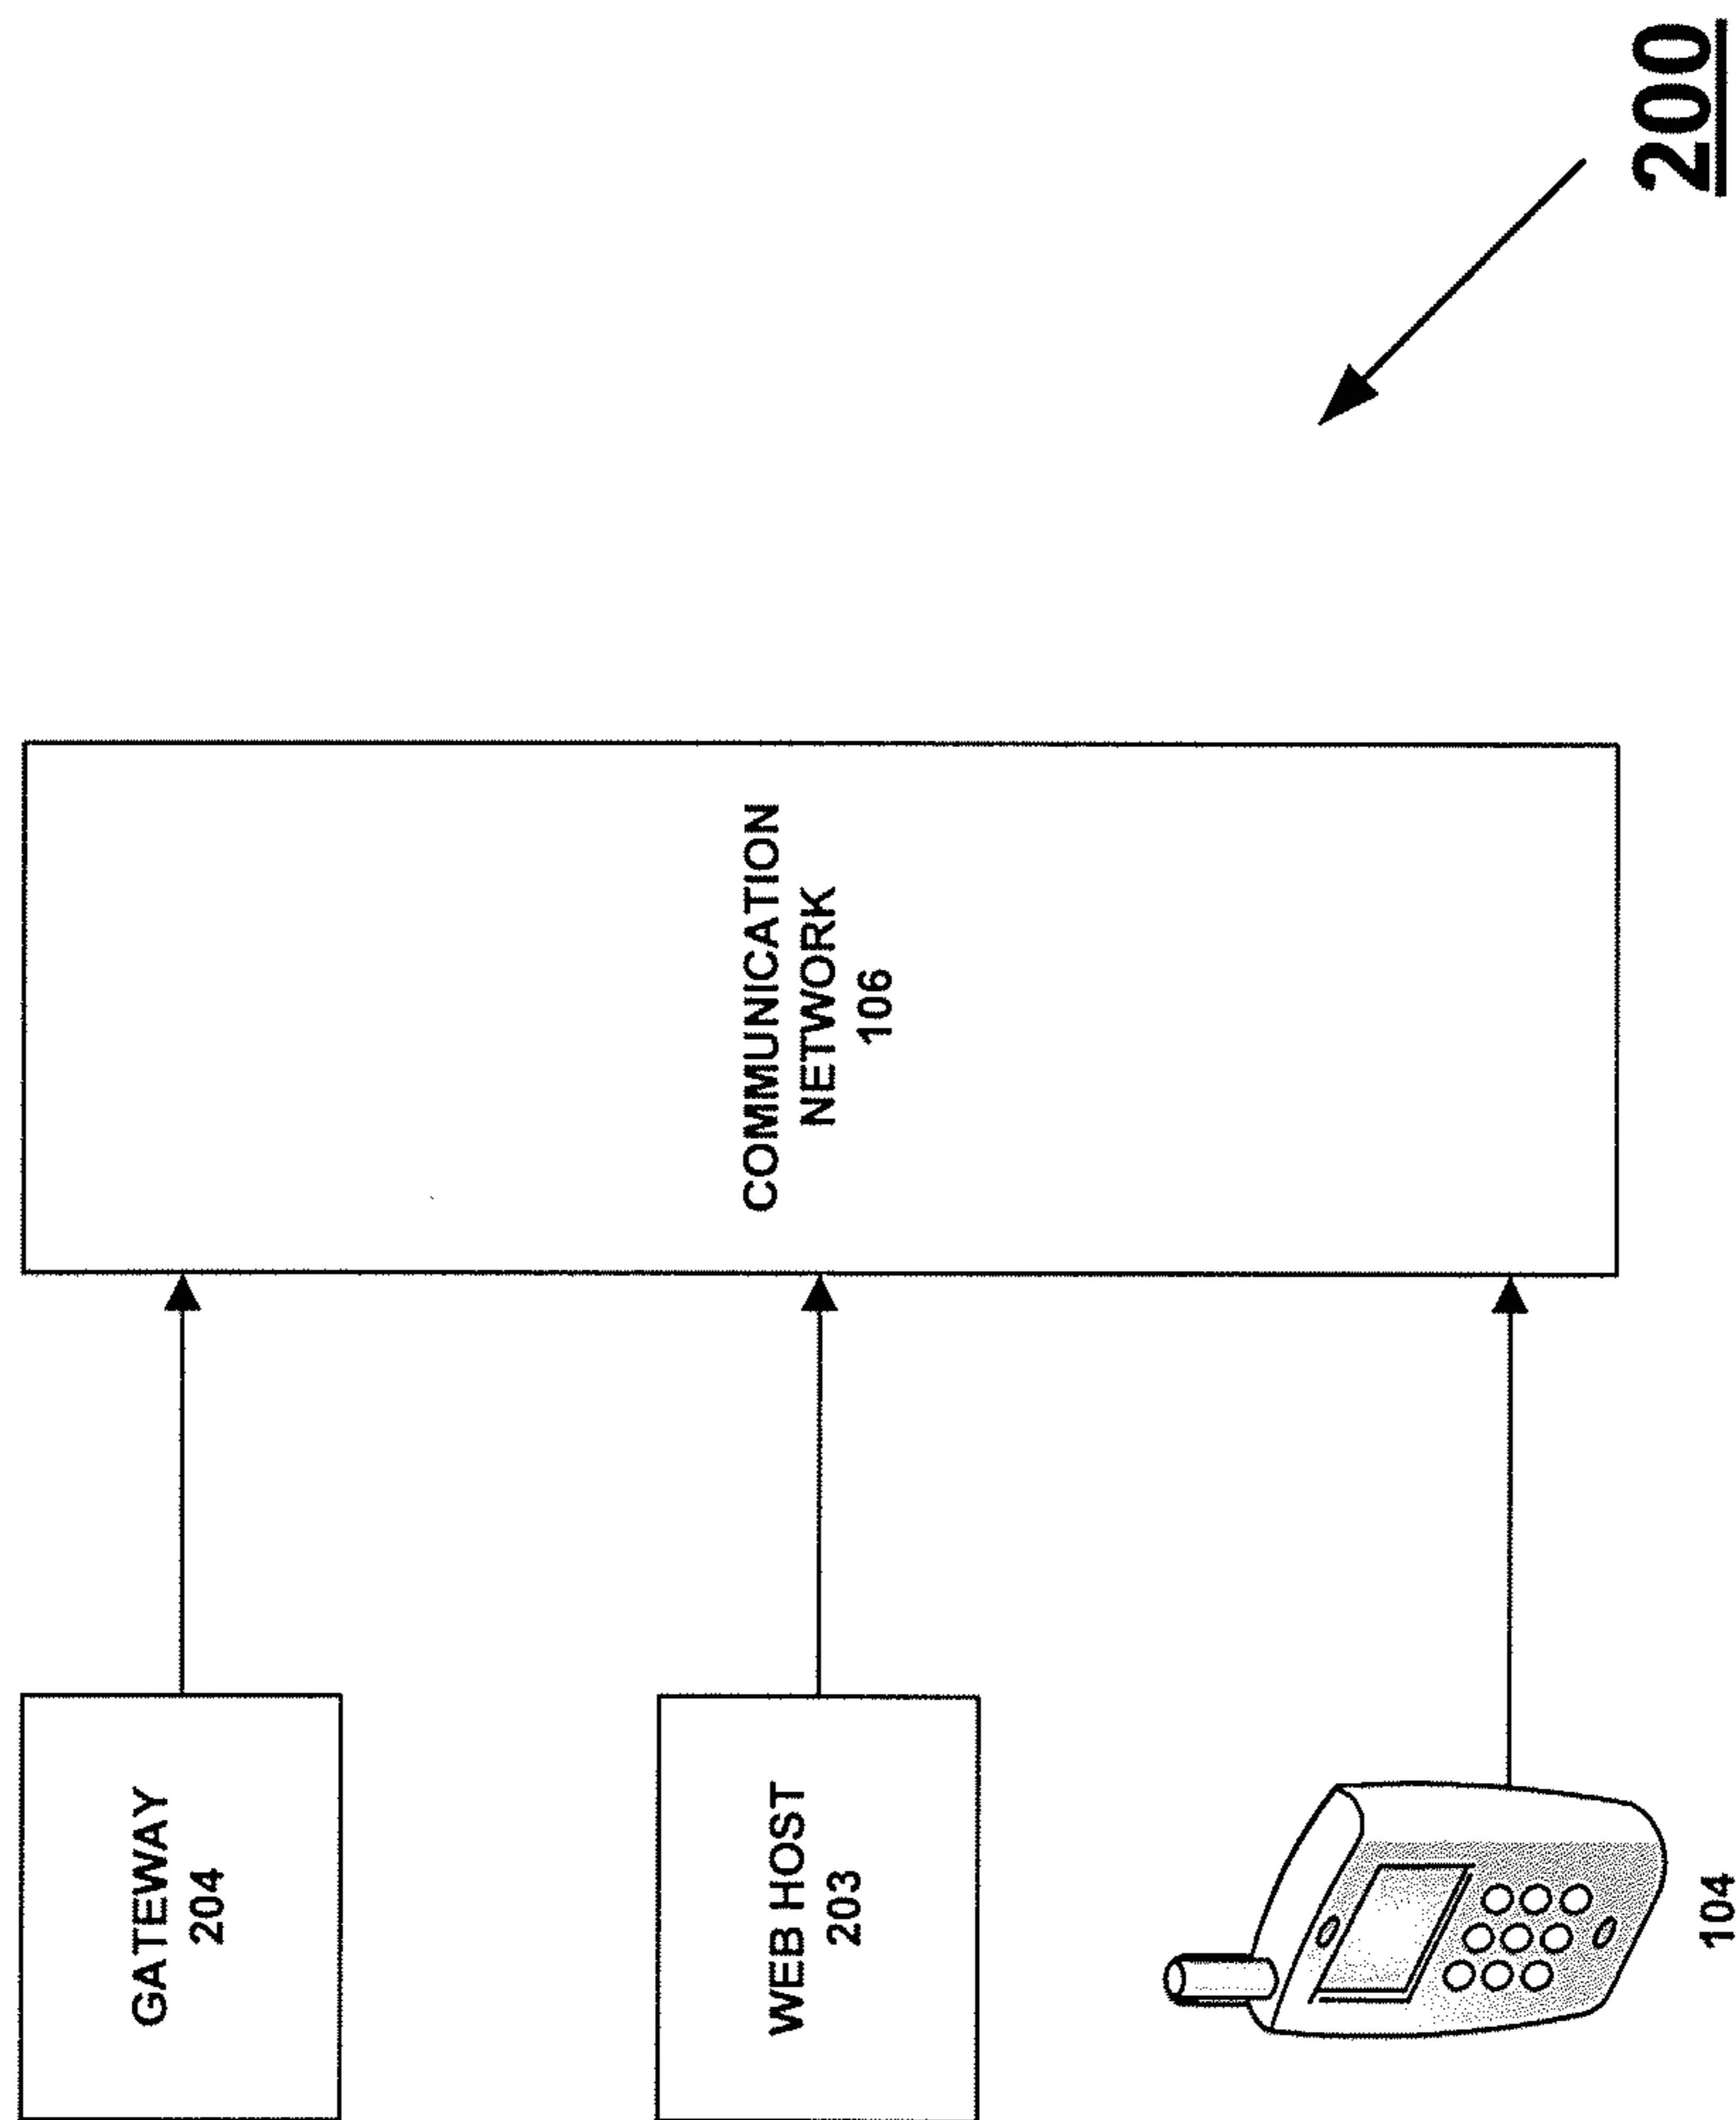 GATEWAY
204
WEB HOST
203
104
COMMUNICATION
NETWORK
106
200